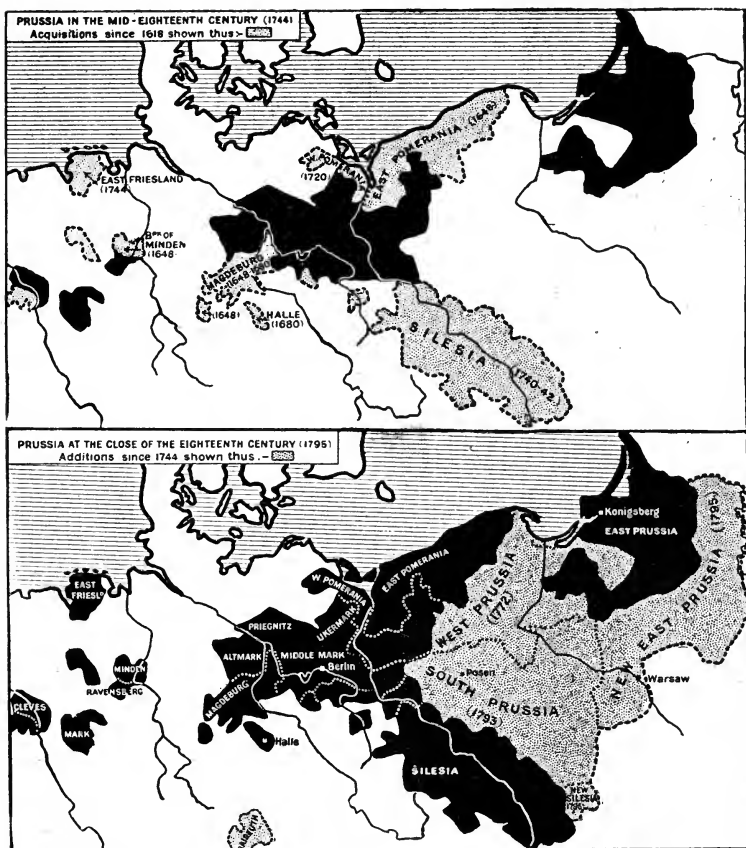 PRUSSIA IN THE MID-EIGHTEENTH CENTURY (1744)
Acquisitions since 1618 shown thus:-
EAST POMERANIA (1648)
W. POMERANIA
(1720)
EAST FRIESLAND
(1744)
BPRIC OF
MINDEN
(1648
MAGDEBURG
(1648)
HALLE
(1680)
SILESIA (1740-42)
PRUSSIA AT THE CLOSE OF THE EIGHTEENTH CENTURY (1795)
Additions since 1744 shown thus.-
Konigsberg
EAST PRUSSIA
NEW EAST PRUSSIA (1795)
EAST
FRIESLD
W POMERANIA
EAST POMERANIA
UKERMARK
WEST PRUSSIA
(1772)
PRIEGNITZ
ALTMARK
MIDDLE MARK
Berlin
MINDEN
RAVENSBERG
MAGDEBURG
CLEVES
MARK
Halle
Posen
SOUTH PRUSSIA
(1793)
Warsaw
SILESIA
NEW
SILESIA
1795